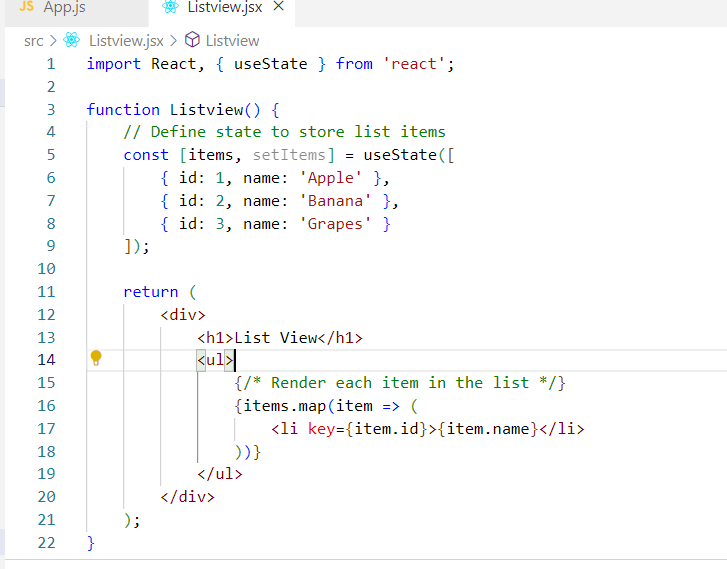 JS App.js Listview.jsx ×
src > Listview.jsx > Listview
1 import React, { useState } from 'react';
2
3 function Listview() {
4 // Define state to store list items
5 const [items, setItems] = useState([
6 { id: 1, name: 'Apple' },
7 { id: 2, name: 'Banana' },
8 { id: 3, name: 'Grapes' }
9 ]);
10
11 return (
12 <div>
13 <h1>List View</h1>
14 <ul>
15 {/* Render each item in the list */}
16 {items.map(item => (
17 <li key={item.id}>{item.name}</li>
18 ))}
19 </ul>
20 </div>
21 );
22 }